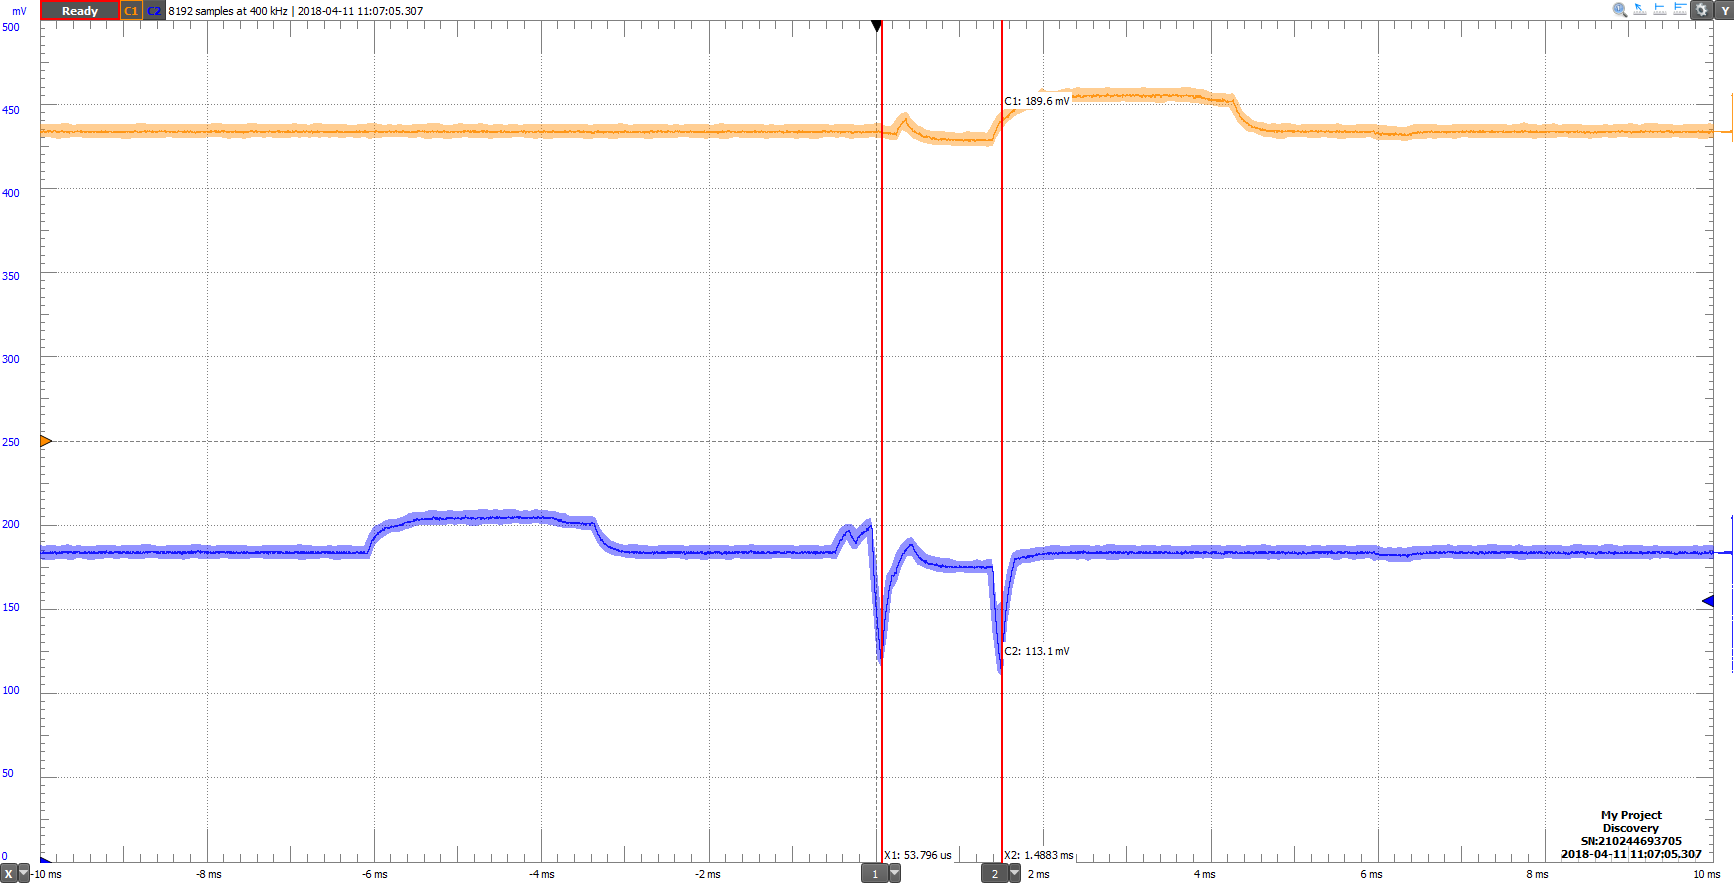 mV Ready C1 C2 8192 samples at 400 kHz | 2018-04-11 11:07:05.307 Y
500
450
C1: 189.6 mV
400
350
300
250
200
150
C2: 113.1 mV
100
50
My Project
Discovery
SN:210244693705
2018-04-11 11:07:05.307
0
X1: 53.796 us X2: 1.4883 ms
X -10 ms -8 ms -6 ms -4 ms -2 ms 1 2 2 ms 4 ms 6 ms 8 ms 10 ms